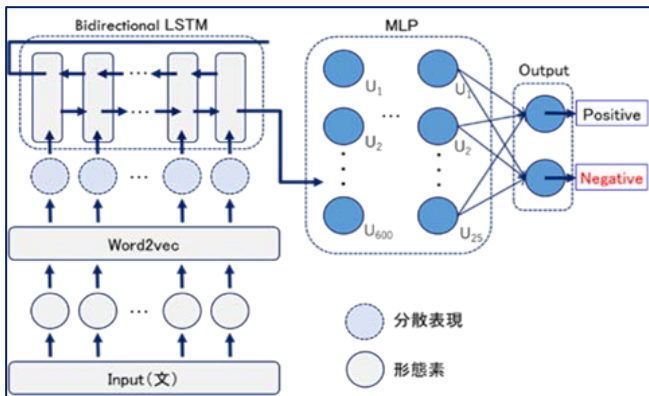 Bidirectional LSTM
MLP
Output
U1
U1
U2
...
U2
U600
U25
Positive
Negative
Word2vec
Input(文)
分散表現
形態素